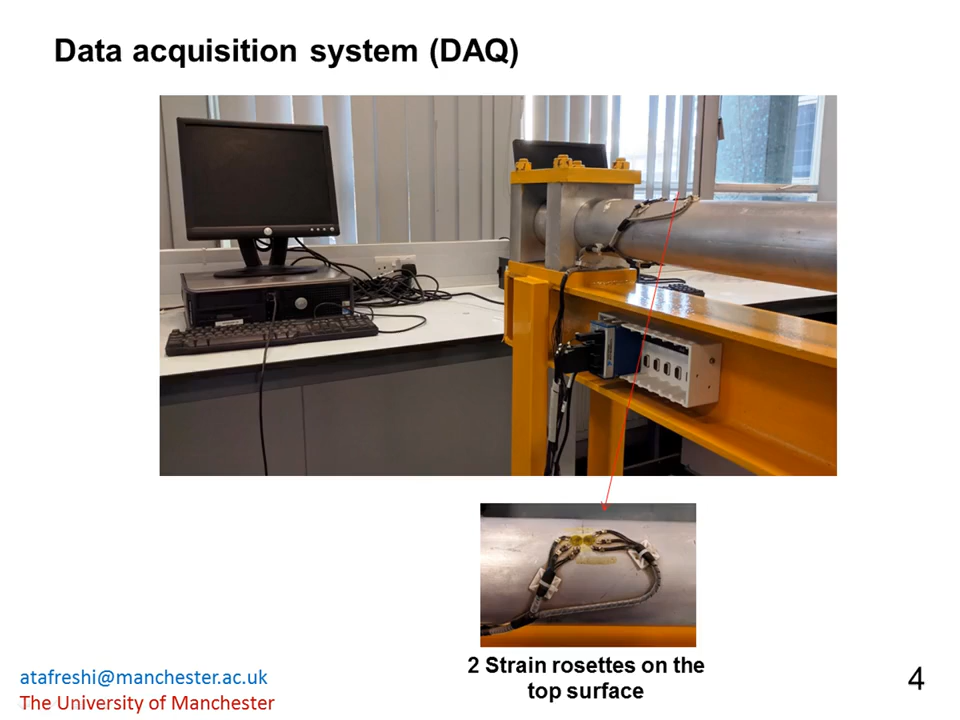 Data acquisition system (DAQ)
2 Strain rosettes on the
top surface
atafreshi@manchester.ac.uk
The University of Manchester
4